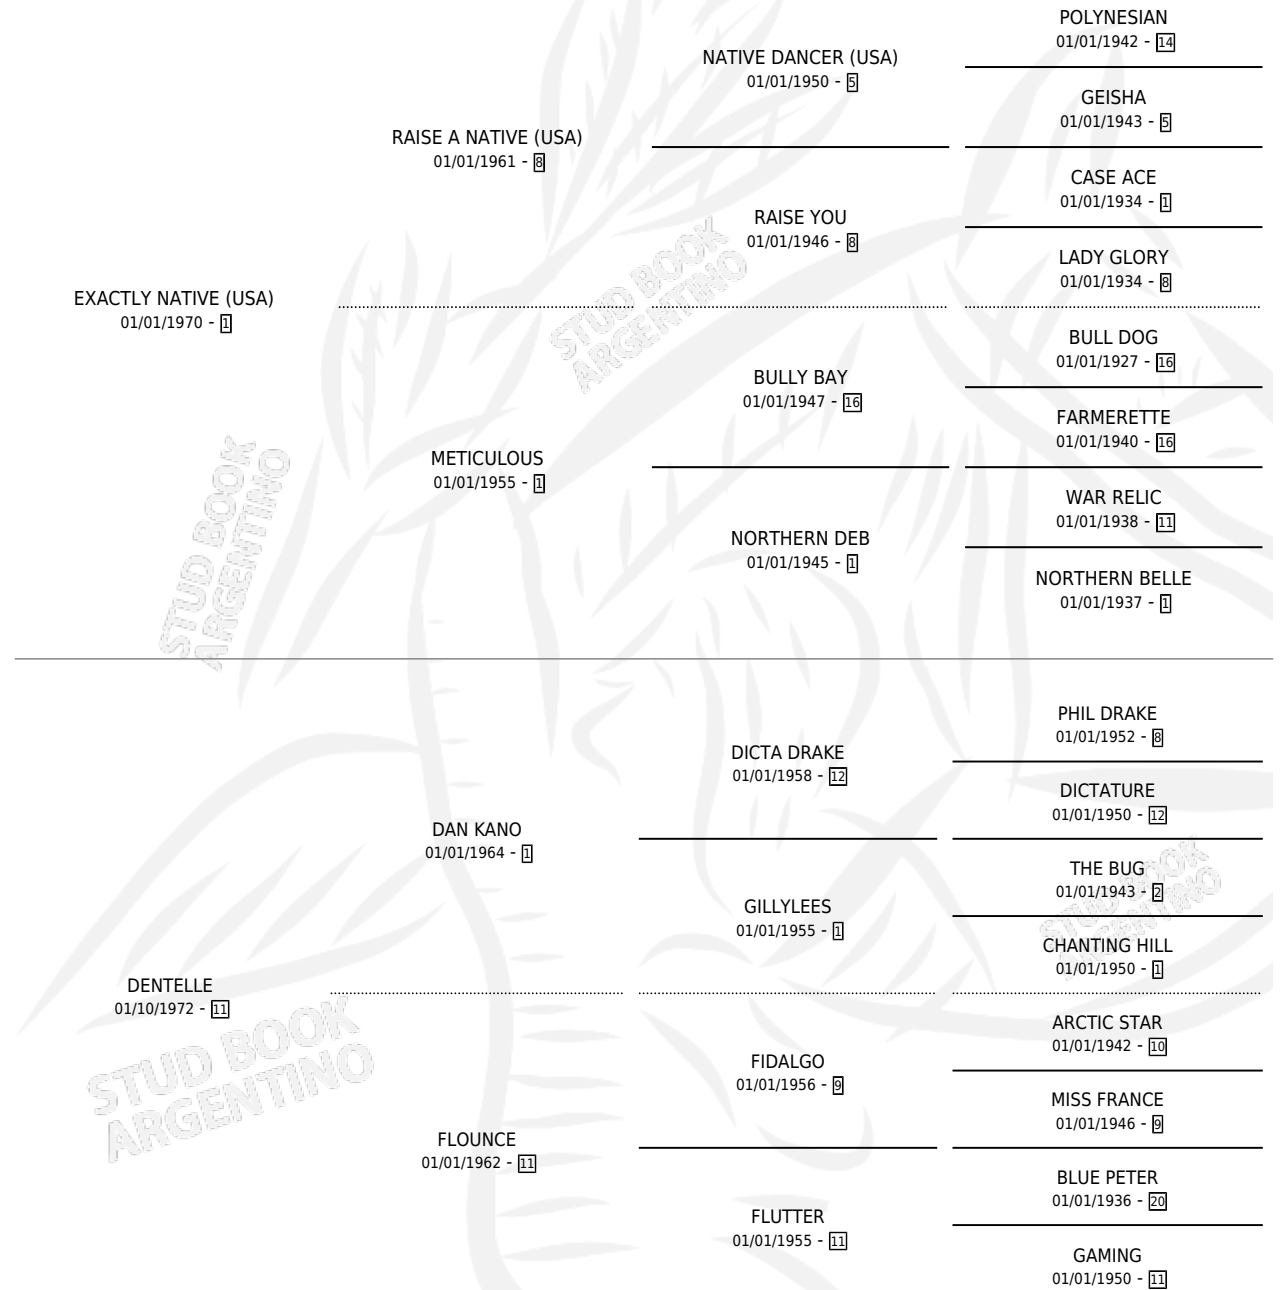 POLYNESIAN
01/01/1942 - 14
NATIVE DANCER (USA)
01/01/1950 - 5
GEISHA
01/01/1943 - 5
RAISE A NATIVE (USA)
01/01/1961 - 8
CASE ACE
01/01/1934 - 1
RAISE YOU
01/01/1946 - 8
LADY GLORY
01/01/1934 - 8
EXACTLY NATIVE (USA)
01/01/1970 - 1
STUD BOOK
ARGENTINO
BULL DOG
01/01/1927 - 16
BULLY BAY
01/01/1947 - 16
FARMERETTE
01/01/1940 - 16
METICULOUS
01/01/1955 - 1
WAR RELIC
01/01/1938 - 11
NORTHERN DEB
01/01/1945 - 1
NORTHERN BELLE
01/01/1937 - 1
STUD BOOK
ARGENTINO
PHIL DRAKE
01/01/1952 - 8
DICTA DRAKE
01/01/1958 - 12
DICTATURE
01/01/1950 - 12
DAN KANO
01/01/1964 - 1
THE BUG
01/01/1943 - 2
GILLYLEES
01/01/1955 - 1
STUD BOOK
ARGENTINO
CHANTING HILL
01/01/1950 - 1
DENTELLE
01/10/1972 - 11
STUD BOOK
ARGENTINO
ARCTIC STAR
01/01/1942 - 10
FIDALGO
01/01/1956 - 9
MISS FRANCE
01/01/1946 - 9
FLOUNCE
01/01/1962 - 11
BLUE PETER
01/01/1936 - 20
FLUTTER
01/01/1955 - 11
GAMING
01/01/1950 - 11